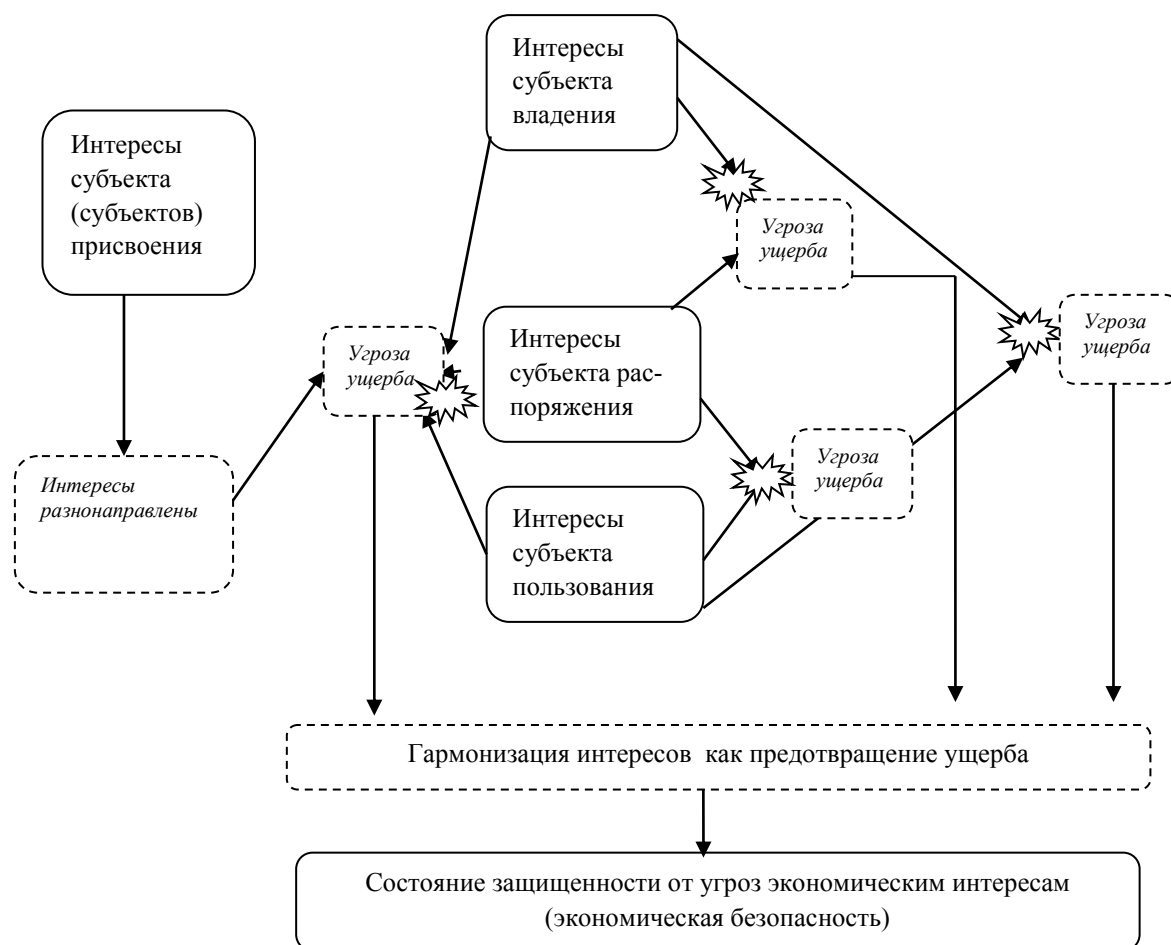 Интересы
субъекта
владения
Интересы
субъекта
(субъектов)
присвоения
Угроза
ущерба
Угроза
ущерба
Интересы
субъекта рас-
поряжения
Угроза
ущерба
Угроза
ущерба
Интересы
разнонаправлены
Интересы
субъекта
пользования
Гармонизация интересов как предотвращение ущерба
Состояние защищенности от угроз экономическим интересам
(экономическая безопасность)